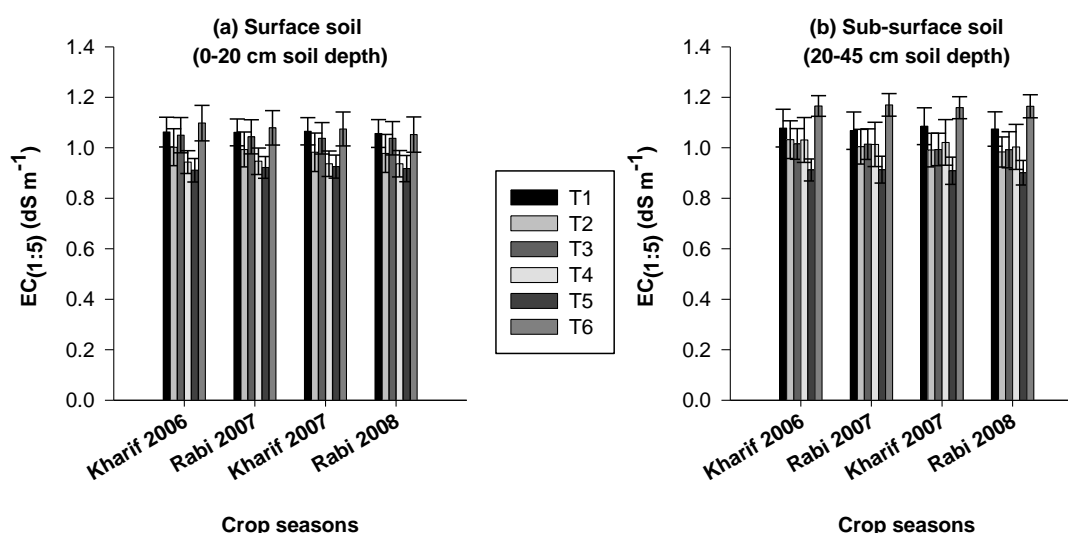 (a) Surface soil
(0-20 cm soil depth)
EC(1:5) (dS m-1)
1.4
1.2
1.0
0.8
0.6
0.4
0.2
0.0
Kharif 2006
Rabi 2007
Kharif 2007
Rabi 2008
Crop seasons
T1
T2
T3
T4
T5
T6
(b) Sub-surface soil
(20-45 cm soil depth)
EC(1:5) (dS m-1)
1.4
1.2
1.0
0.8
0.6
0.4
0.2
0.0
Kharif 2006
Rabi 2007
Kharif 2007
Rabi 2008
Crop seasons